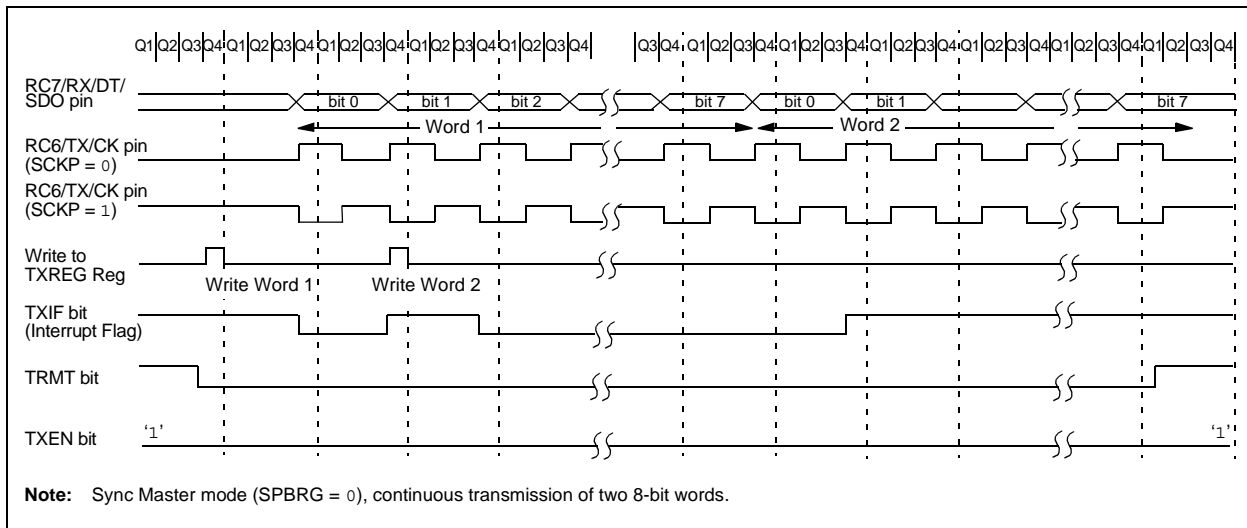 Q1 Q2 Q3 Q4 Q1 Q2 Q3 Q4 Q1 Q2 Q3 Q4 Q1 Q2 Q3 Q4 Q1 Q2 Q3 Q4 Q3 Q4 Q1 Q2 Q3 Q4 Q1 Q2 Q3 Q4 Q1 Q2 Q3 Q4 Q1 Q2 Q3 Q4 Q1 Q2 Q3 Q4 Q1 Q2 Q3 Q4
RC7/RX/DT/
SDO pin
bit 0 bit 1 bit 2 bit 7 bit 0 bit 1 bit 7
Word 1 Word 2
RC6/TX/CK pin
(SCKP = 0)
RC6/TX/CK pin
(SCKP = 1)
Write to
TXREG Reg
Write Word 1 Write Word 2
TXIF bit
(Interrupt Flag)
TRMT bit
TXEN bit
‘1’ ‘1’
Note: Sync Master mode (SPBRG = 0), continuous transmission of two 8-bit words.